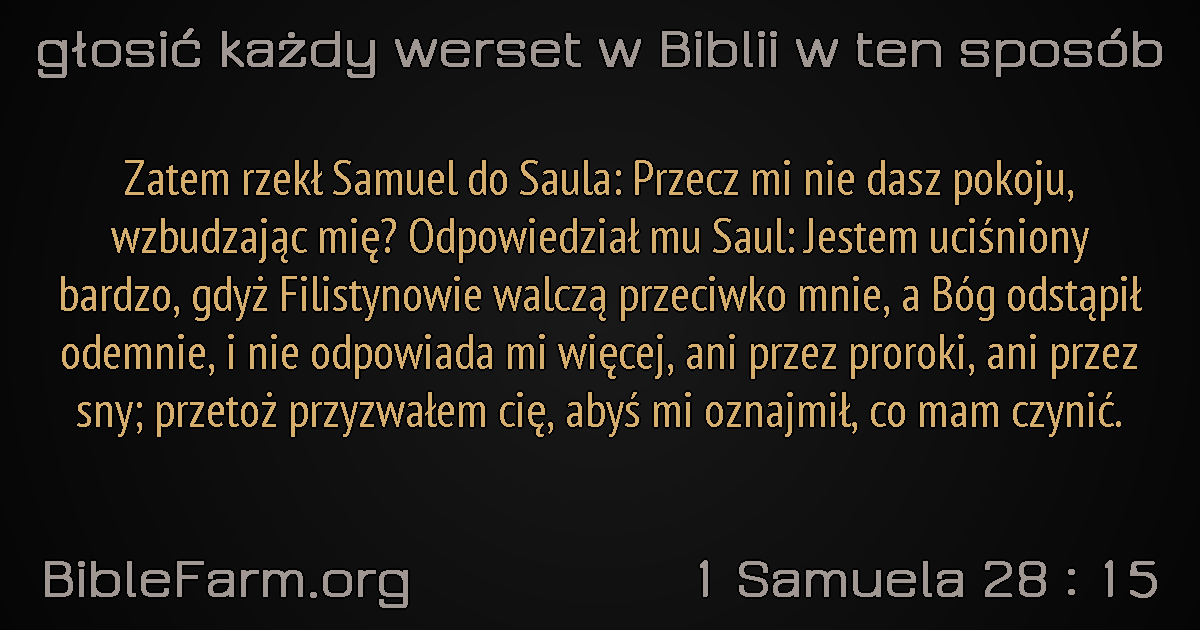 głosić każdy werset w Biblii w ten sposób
Zatem rzekł Samuel do Saula: Przecz mi nie dasz pokoju,
wzbudzając mię? Odpowiedział mu Saul: Jestem uciśniony
bardzo, gdyż Filistynowie walczą przeciwko mnie, a Bóg odstąpił
odemnie, i nie odpowiada mi więcej, ani przez proroki, ani przez
sny; przetoż przyzwałem cię, abyś mi oznajmił, co mam czynić.
BibleFarm.org 1 Samuela 28 : 15